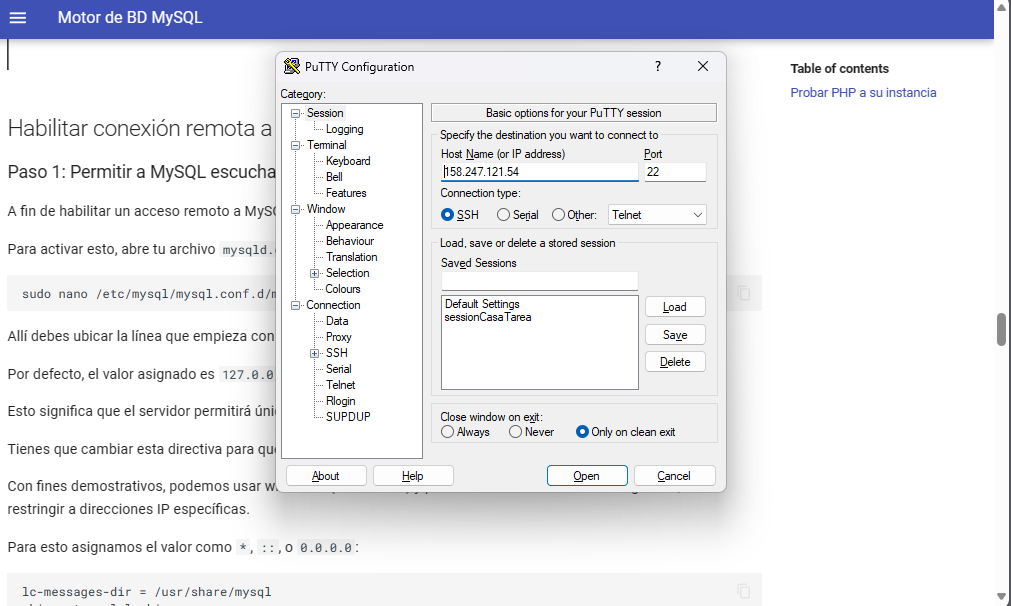 Motor de BD MySQL
Table of contents
Probar PHP a su instancia
Habilitar conexión remota a
Paso 1: Permitir a MySQL escucha
A fin de habilitar un acceso remoto a MySQ
Para activar esto, abre tu archivo mysqld.
sudo nano /etc/mysql/mysql.conf.d/m
Allí debes ubicar la línea que empieza con
Por defecto, el valor asignado es 127.0.0
Esto significa que el servidor permitirá úni
Tienes que cambiar esta directiva para que
Con fines demostrativos, podemos usar w
restringir a direcciones IP específicas.
Para esto asignamos el valor como *, ::, o 0.0.0.0:
lc-messages-dir = /usr/share/mysql
PuTTY Configuration
?
Category:
Session
Logging
Terminal
Keyboard
Bell
Features
Window
Appearance
Behaviour
Translation
Selection
Colours
Connection
Data
Proxy
SSH
Serial
Telnet
Rlogin
SUPDUP
Basic options for your PuTTY session
Specify the destination you want to connect to
Host Name (or IP address) Port
158.247.121.54 22
Connection type:
SSH Serial Other: Telnet
Load, save or delete a stored session
Saved Sessions
Default Settings
sessionCasaTarea
Load
Save
Delete
Close window on exit:
Always Never Only on clean exit
About Help Open Cancel